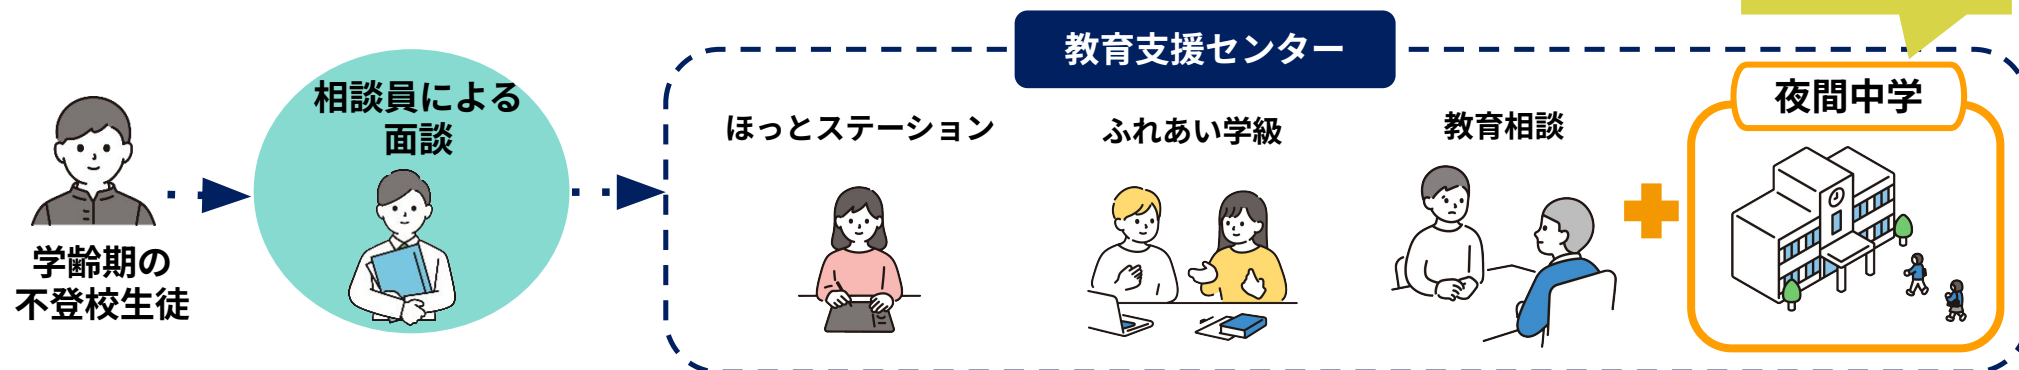 学齢期の
不登校生徒
相談員による
面談
教育支援センター
ほっとステーション
ふれあい学級
教育相談
夜間中学